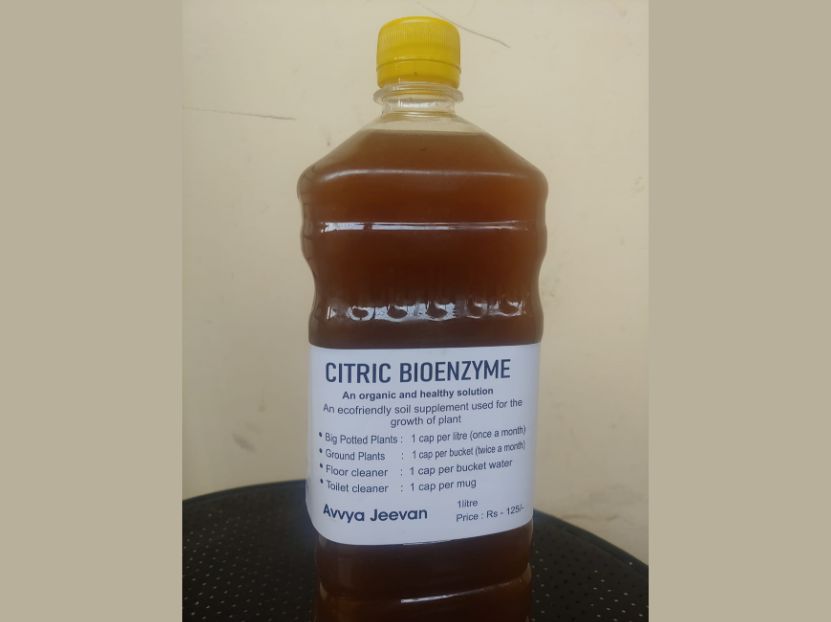 CITRIC BIOENZYME
An organic and healthy solution
An ecofriendly soil supplement used for the
growth of plant
• Big Potted Plants : 1 cap per litre (once a month)
• Ground Plants : 1 cap per bucket (twice a month)
• Floor cleaner : 1 cap per bucket water
• Toilet cleaner : 1 cap per mug
Avvya Jeevan
1litre
Price : Rs - 125/-